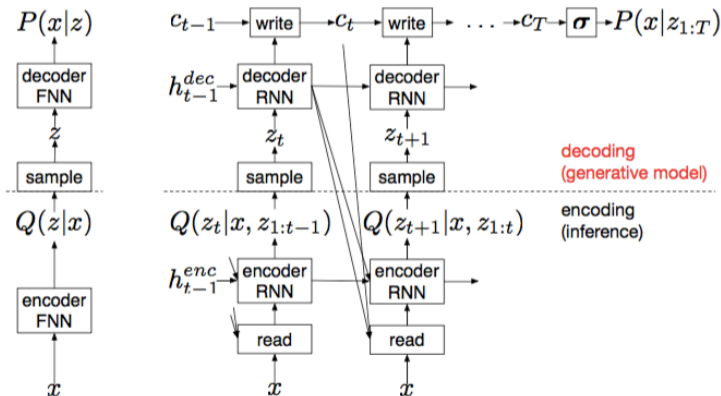 P(x|z)
c_{t-1} write c_t write . . . c_T σ P(x|z_{1:T})
decoder
FNN
h_{t-1}^{dec} decoder
RNN
decoder
RNN
z z_t z_{t+1}
sample sample sample
decoding
(generative model)
Q(z|x) Q(z_t|x, z_{1:t-1}) Q(z_{t+1}|x, z_{1:t})
encoding
(inference)
encoder
FNN
h_{t-1}^{enc} encoder
RNN
encoder
RNN
read read
x x x